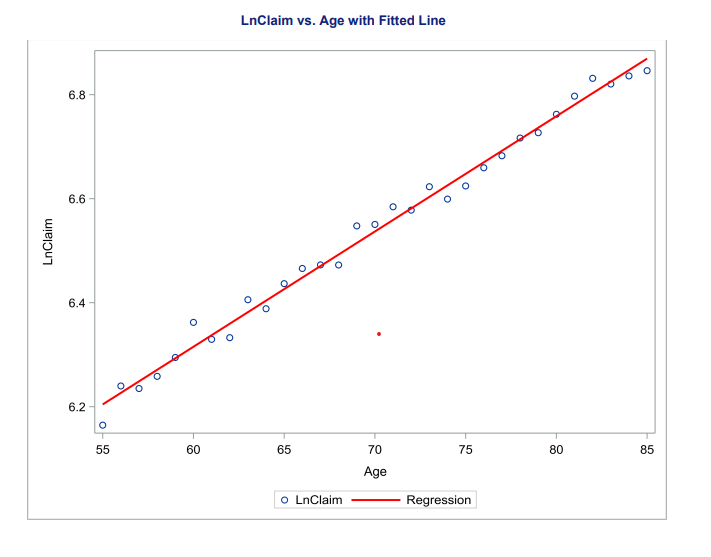 LnClaim vs. Age with Fitted Line
6.8
6.6
LnClaim
6.4
6.2
55 60 65 70 75 80 85
Age
LnClaim Regression